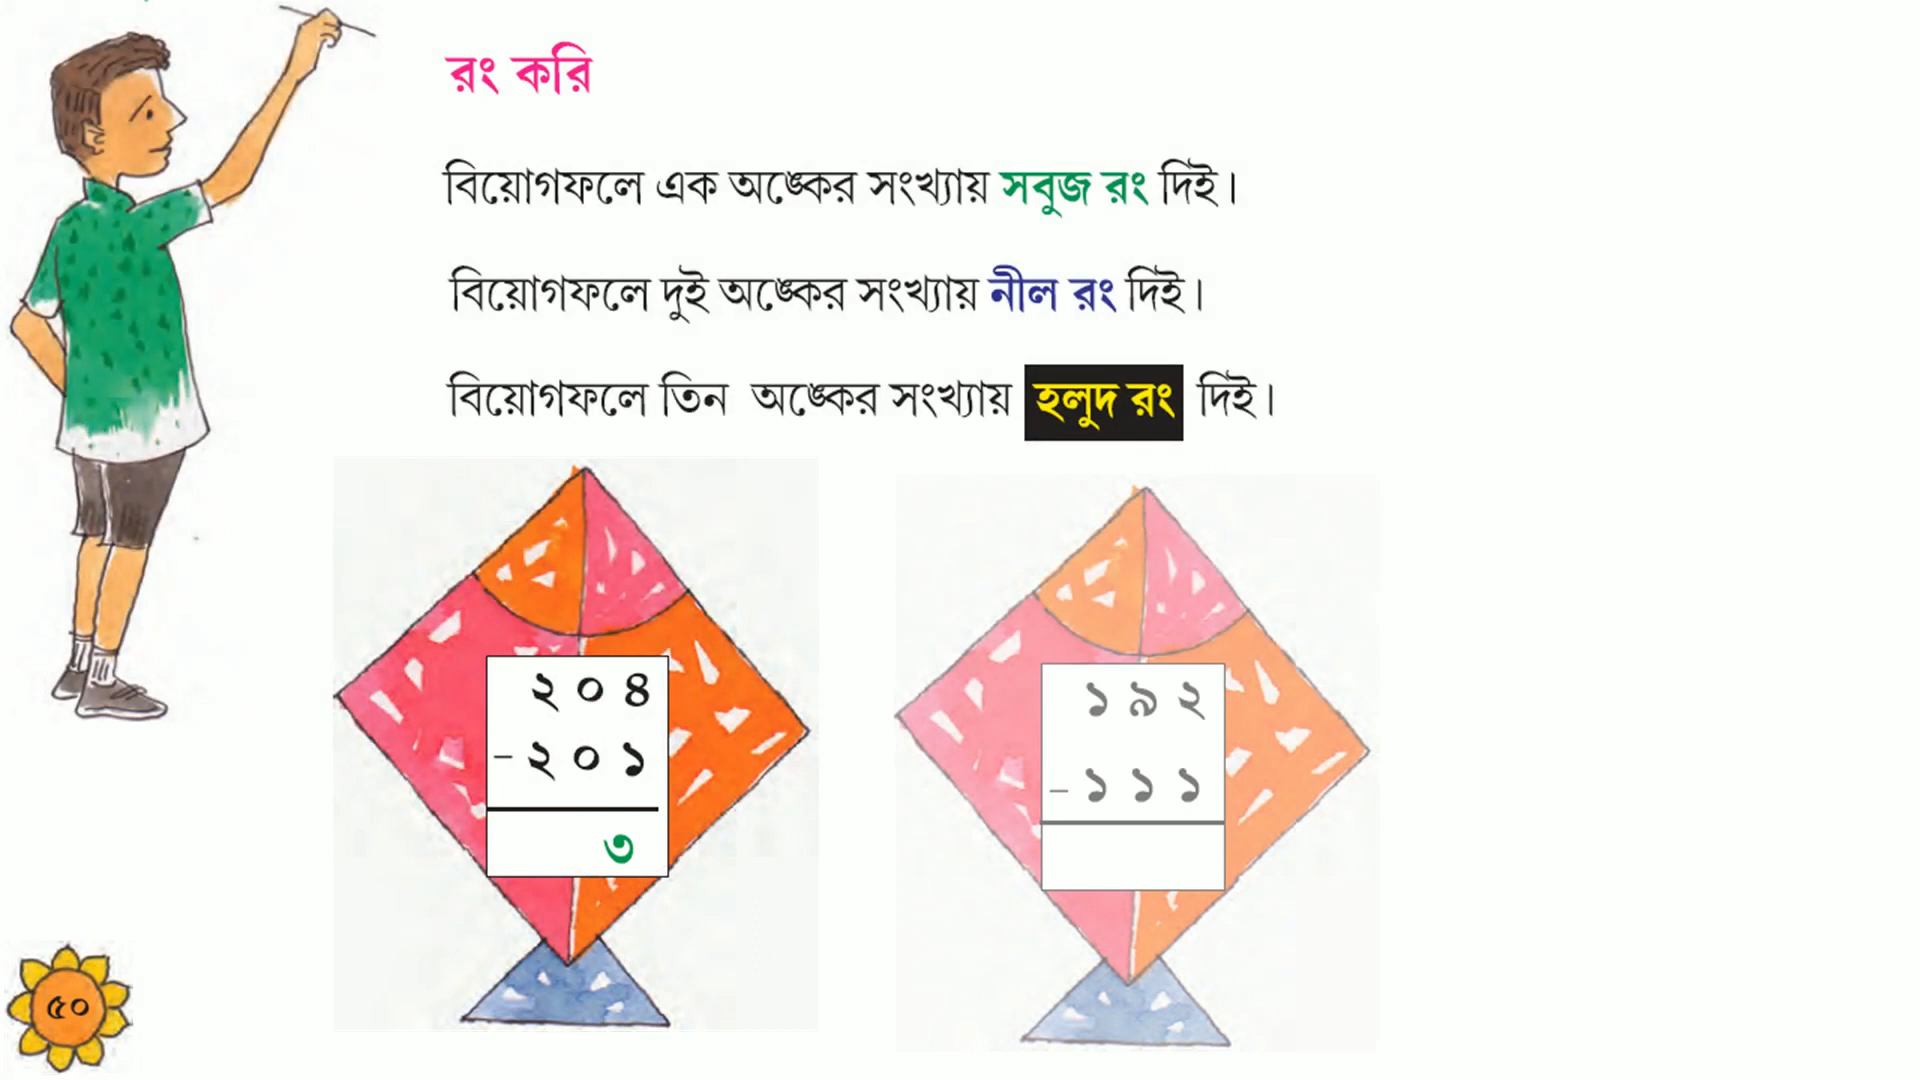 রং করি
বিয়োগফলে এক অঙ্কের সংখ্যায় সবুজ রং দিই।
বিয়োগফলে দুই অঙ্কের সংখ্যায় নীল রং দিই।
বিয়োগফলে তিন অঙ্কের সংখ্যায় হলুদ রং দিই।
২০৪
-২০১
৩
১৯২
-১১১
৫০